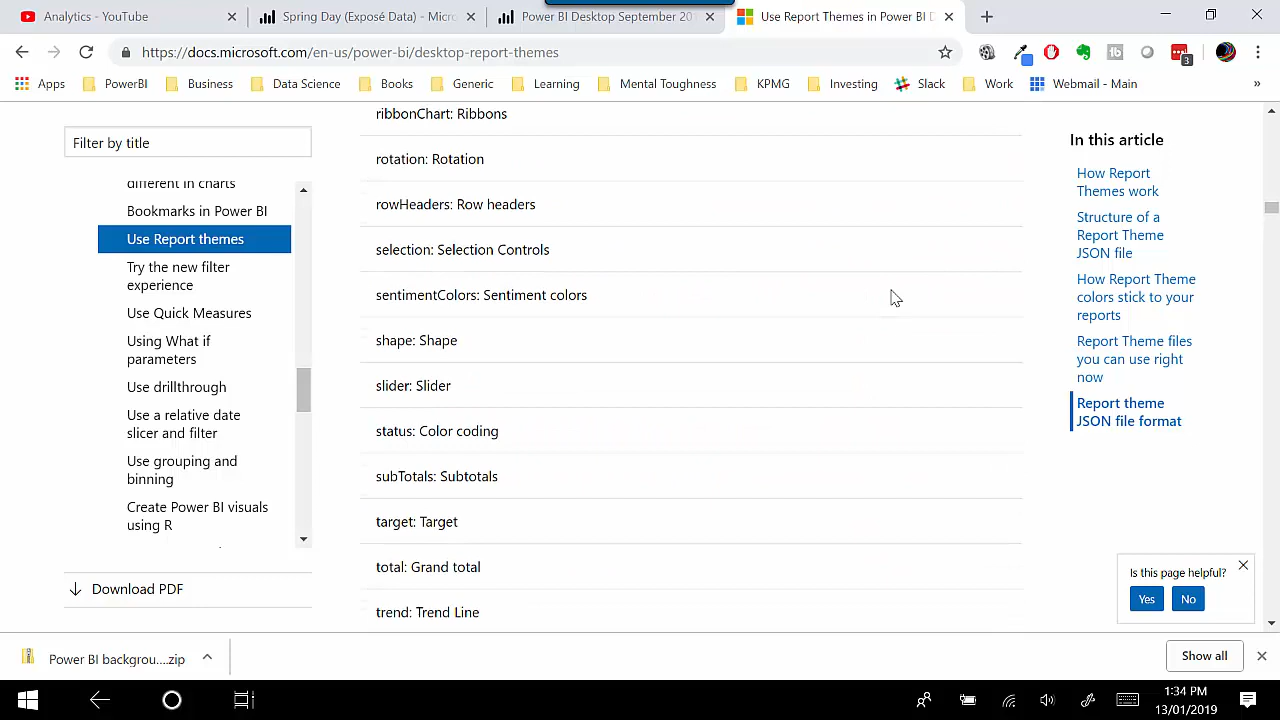 Analytics - YouTube
Spring Day (Exposé Data) - Micro
Power BI Desktop September 201
Use Report Themes in Power BI D
https://docs.microsoft.com/en-us/power-bi/desktop-report-themes
3
Apps
PowerBI
Business
Data Scien
Books
Generic
Learning
Mental Toughness
KPMG
Investing
Slack
Work
Webmail - Main
»
Filter by title
different in charts
Bookmarks in Power BI
Use Report themes
Try the new filter
experience
Use Quick Measures
Using What if
parameters
Use drillthrough
Use a relative date
slicer and filter
Use grouping and
binning
Create Power BI visuals
using R
Download PDF
ribbonChart: Ribbons
rotation: Rotation
rowHeaders: Row headers
selection: Selection Controls
sentimentColors: Sentiment colors
shape: Shape
slider: Slider
status: Color coding
subTotals: Subtotals
target: Target
total: Grand total
trend: Trend Line
In this article
How Report
Themes work
Structure of a
Report Theme
JSON file
How Report Theme
colors stick to your
reports
Report Theme files
you can use right
now
Report theme
JSON file format
Is this page helpful?
Yes
No
Power BI backgrou....zip
Show all
1:34 PM
13/01/2019